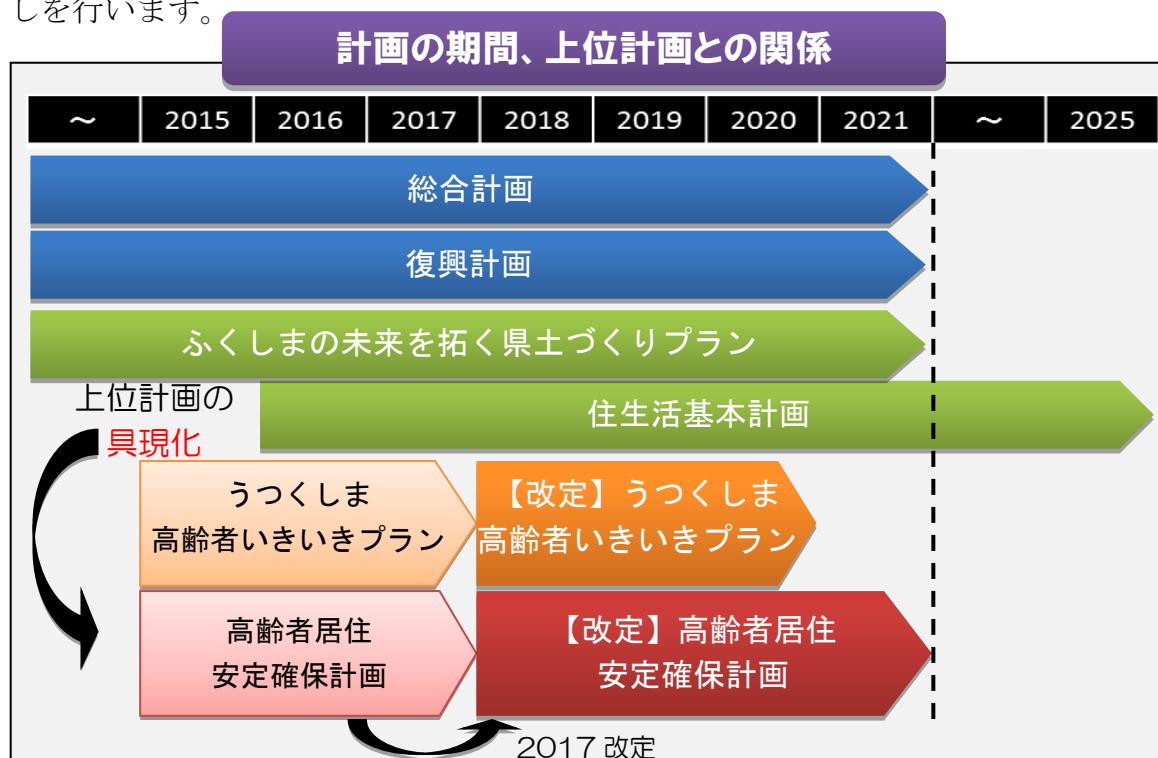 しを行います。
計画の期間、上位計画との関係
～ 2015 2016 2017 2018 2019 2020 2021 ～ 2025
総合計画
復興計画
ふくしまの未来を拓く県土づくりプラン
上位計画の
具現化
住生活基本計画
うつくしま
高齢者いきいきプラン
【改定】うつくしま
高齢者いきいきプラン
高齢者居住
安定確保計画
【改定】高齢者居住
安定確保計画
2017 改定